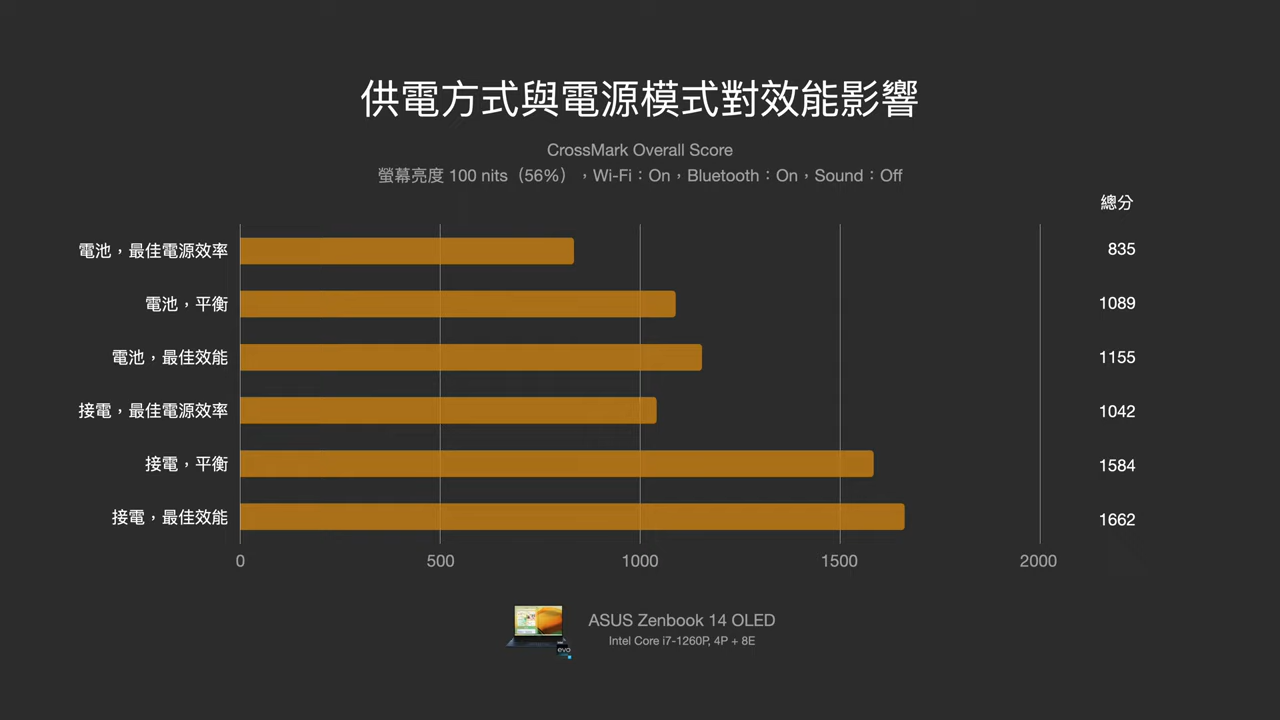 供電方式與電源模式對效能影響
CrossMark Overall Score
螢幕亮度 100 nits（56%），Wi-Fi：On，Bluetooth：On，Sound：Off
總分
電池，最佳電源效率 835
電池，平衡 1089
電池，最佳效能 1155
接電，最佳電源效率 1042
接電，平衡 1584
接電，最佳效能 1662
0 500 1000 1500 2000
ASUS Zenbook 14 OLED
Intel Core i7-1260P, 4P + 8E
evo